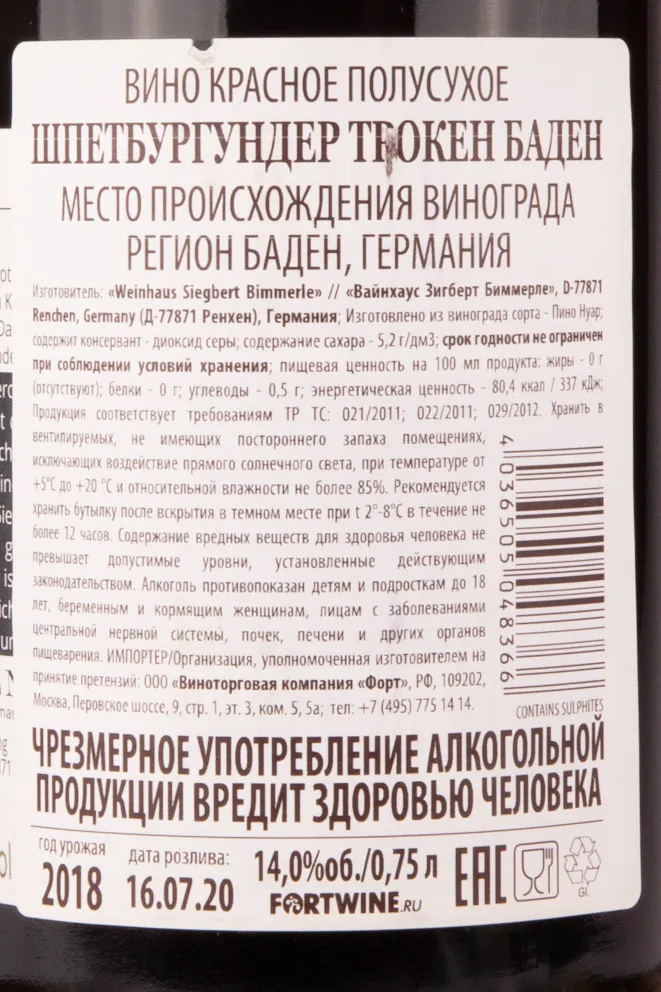 ВИНО КРАСНОЕ ПОЛУСУХОЕ
ШПЕТБУРГУНДЕР ТРОКЕН БАДЕН
МЕСТО ПРОИСХОЖДЕНИЯ ВИНОГРАДА
РЕГИОН БАДЕН, ГЕРМАНИЯ
Изготовитель: «Weinhaus Siegbert Bimmerle» // «Вайнхаус Зигберт Биммерле», D-77871
Renchen, Germany (Д-77871 Ренхен), Германия; Изготовлено из винограда сорта - Пино Нуар;
содержит консервант - диоксид серы; содержание сахара - 5,2 г/дм3; срок годности не ограничен
при соблюдении условий хранения; пищевая ценность на 100 мл продукта: жиры - 0 г
(отсутствуют); белки - 0 г; углеводы - 0,5 г; энергетическая ценность - 80,4 ккал / 337 кДж;
Продукция соответствует требованиям ТР ТС: 021/2011; 022/2011; 029/2012. Хранить в
вентилируемых, не имеющих постороннего запаха помещениях,
исключающих воздействие прямого солнечного света, при температуре от
+5°C до +20 °C и относительной влажности не более 85%. Рекомендуется
хранить бутылку после вскрытия в темном месте при t 2°-8°C в течение не
более 12 часов. Содержание вредных веществ для здоровья человека не
превышает допустимые уровни, установленные действующим
законодательством. Алкоголь противопоказан детям и подросткам до 18
лет, беременным и кормящим женщинам, лицам с заболеваниями
центральной нервной системы, почек, печени и других органов
пищеварения. ИМПОРТЕР/Организация, уполномоченная изготовителем на
принятие претензий: ООО «Виноторговая компания «Форт», РФ, 109202,
Москва, Перовское шоссе, 9, стр. 1, эт. 3, ком. 5, 5а; тел: +7 (495) 775 14 14.
4 036505 048366
CONTAINS SULPHITES
ЧРЕЗМЕРНОЕ УПОТРЕБЛЕНИЕ АЛКОГОЛЬНОЙ
ПРОДУКЦИИ ВРЕДИТ ЗДОРОВЬЮ ЧЕЛОВЕКА
год урожая
2018
дата розлива:
16.07.20
14,0%об./0,75 л
FORTWINE.RU
EAC
GL